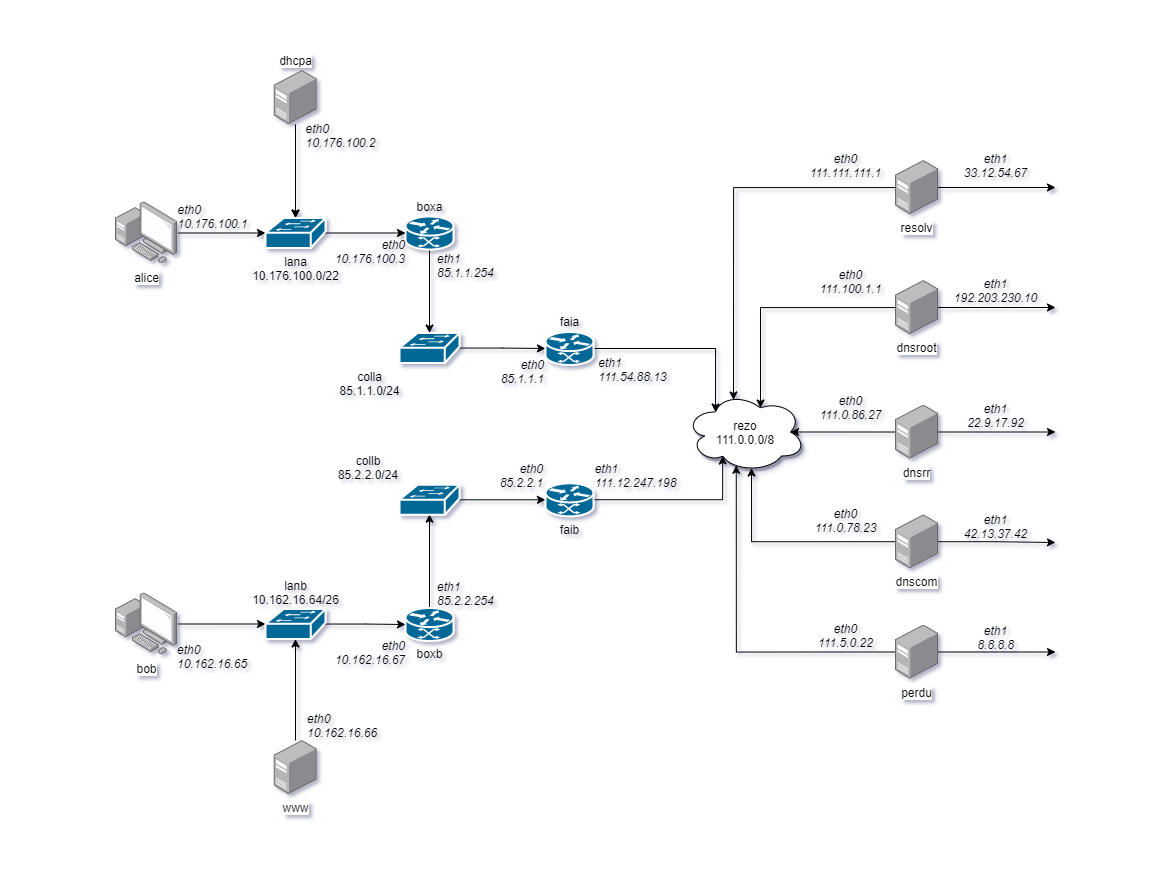 dhcpa
eth0
10.176.100.2
eth0
10.176.100.1
alice
lana
10.176.100.0/22
boxa
eth0
10.176.100.3
eth1
85.1.1.254
colla
85.1.1.0/24
faia
eth0
85.1.1.1
eth1
111.54.88.13
rezo
111.0.0.0/8
collb
85.2.2.0/24
eth0
85.2.2.1
eth1
111.12.247.198
faib
lanb
10.162.16.64/26
eth1
85.2.2.254
eth0
10.162.16.67
boxb
eth0
10.162.16.65
bob
eth0
10.162.16.66
www
eth0
111.111.111.1
eth1
33.12.54.67
resolv
eth0
111.100.1.1
eth1
192.203.230.10
dnsroot
eth0
111.0.86.27
eth1
22.9.17.92
dnsrr
eth0
111.0.78.23
eth1
42.13.37.42
dnscom
eth0
111.5.0.22
eth1
8.8.8.8
perdu